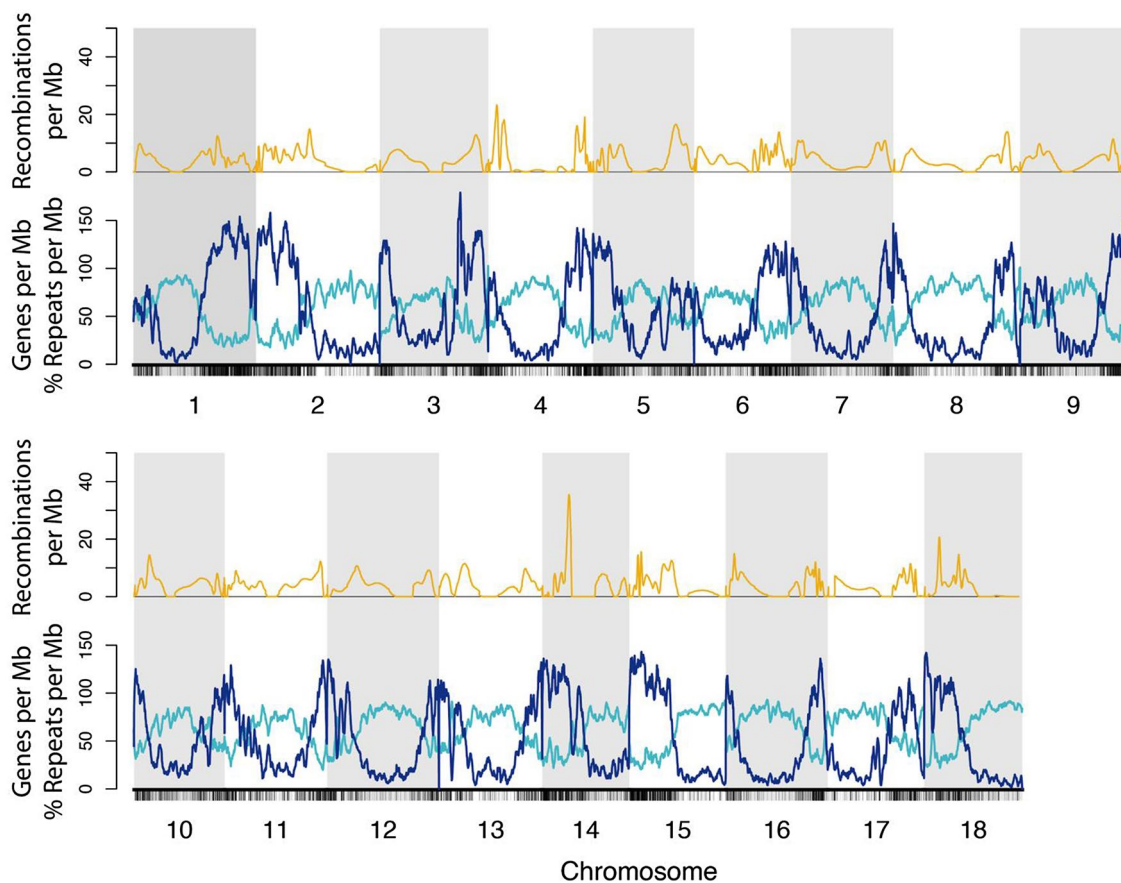 Recombinations
per Mb
0
20
40
Genes per Mb
% Repeats per Mb
0
50
100
150
1 2 3 4 5 6 7 8 9
Recombinations
per Mb
0
20
40
Genes per Mb
% Repeats per Mb
0
50
100
150
10 11 12 13 14 15 16 17 18
Chromosome